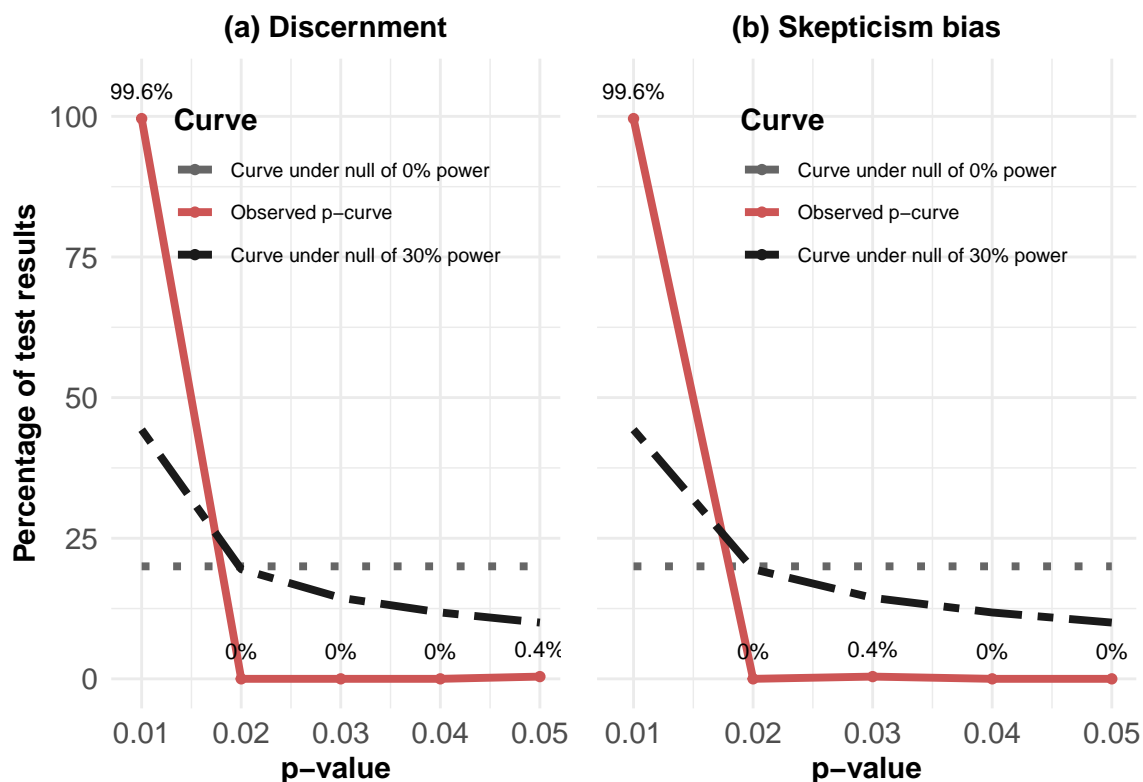 (a) Discernment
(b) Skepticism bias
Percentage of test results
100
75
50
25
0
99.6%
Curve
Curve under null of 0% power
Observed p−curve
Curve under null of 30% power
0%
0%
0%
0.4%
0.01
0.02
0.03
0.04
0.05
p−value
99.6%
Curve
Curve under null of 0% power
Observed p−curve
Curve under null of 30% power
0%
0.4%
0%
0%
0.01
0.02
0.03
0.04
0.05
p−value